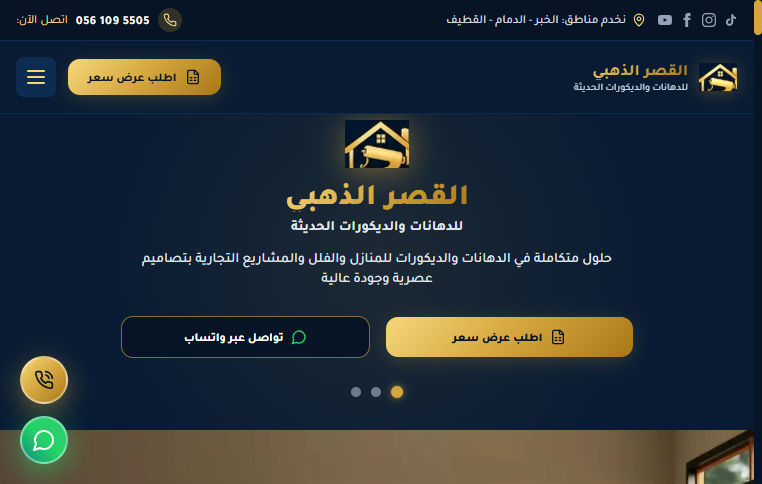 نخدم مناطق: الخبر - الدمام - القطيف
اتصل الآن: 056 109 5505
القصر الذهبي
للدهانات والديكورات الحديثة
اطلب عرض سعر
القصر الذهبي
للدهانات والديكورات الحديثة
حلول متكاملة في الدهانات والديكورات للمنازل والفلل والمشاريع التجارية بتصاميم
عصرية وجودة عالية
اطلب عرض سعر
تواصل عبر واتساب